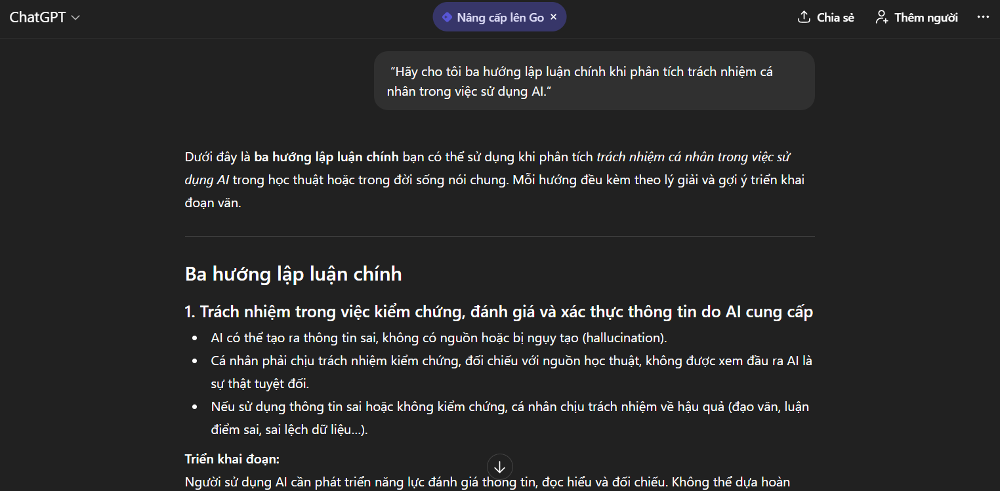 ChatGPT
Nâng cấp lên Go ×
Chia sẻ
Thêm người
“Hãy cho tôi ba hướng lập luận chính khi phân tích trách nhiệm cá
nhân trong việc sử dụng AI.”
Dưới đây là ba hướng lập luận chính bạn có thể sử dụng khi phân tích trách nhiệm cá nhân trong việc sử
dụng AI trong học thuật hoặc trong đời sống nói chung. Mỗi hướng đều kèm theo lý giải và gợi ý triển khai
đoạn văn.
Ba hướng lập luận chính
1. Trách nhiệm trong việc kiểm chứng, đánh giá và xác thực thông tin do AI cung cấp
• AI có thể tạo ra thông tin sai, không có nguồn hoặc bị ngụy tạo (hallucination).
• Cá nhân phải chịu trách nhiệm kiểm chứng, đối chiếu với nguồn học thuật, không được xem đầu ra AI là
sự thật tuyệt đối.
• Nếu sử dụng thông tin sai hoặc không kiểm chứng, cá nhân chịu trách nhiệm về hậu quả (đạo văn, luận
điểm sai, sai lệch dữ liệu…).
Triển khai đoạn:
Người sử dụng AI cần phát triển năng lực đánh giá thông tin, đọc hiểu và đối chiếu. Không thể dựa hoàn